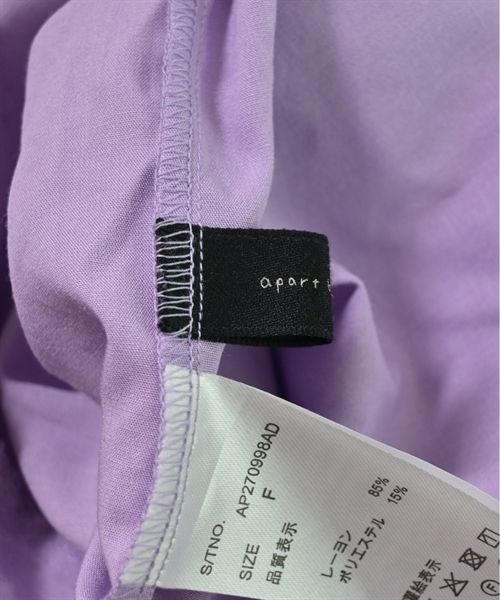 apart
S/TNO. AP270998AD
SIZE F
品質表示
レーヨン 85%
ポリエステル 15%